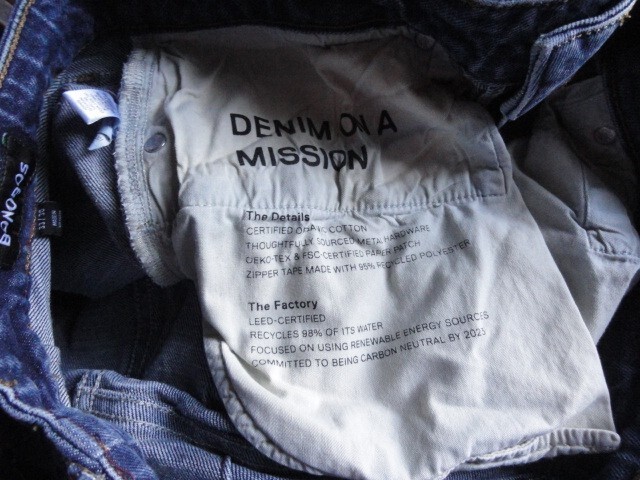 DENIM ON A
MISSION
The Details
CERTIFIED ORGANIC COTTON
THOUGHTFULLY SOURCED METAL HARDWARE
OEKO-TEX & FSC-CERTIFIED PAPER PATCH
ZIPPER TAPE MADE WITH 95% RECYCLED POLYESTER
The Factory
LEED-CERTIFIED
RECYCLES 98% OF ITS WATER
FOCUSED ON USING RENEWABLE ENERGY SOURCES
COMMITTED TO BEING CARBON NEUTRAL BY 2025
BONOBOS